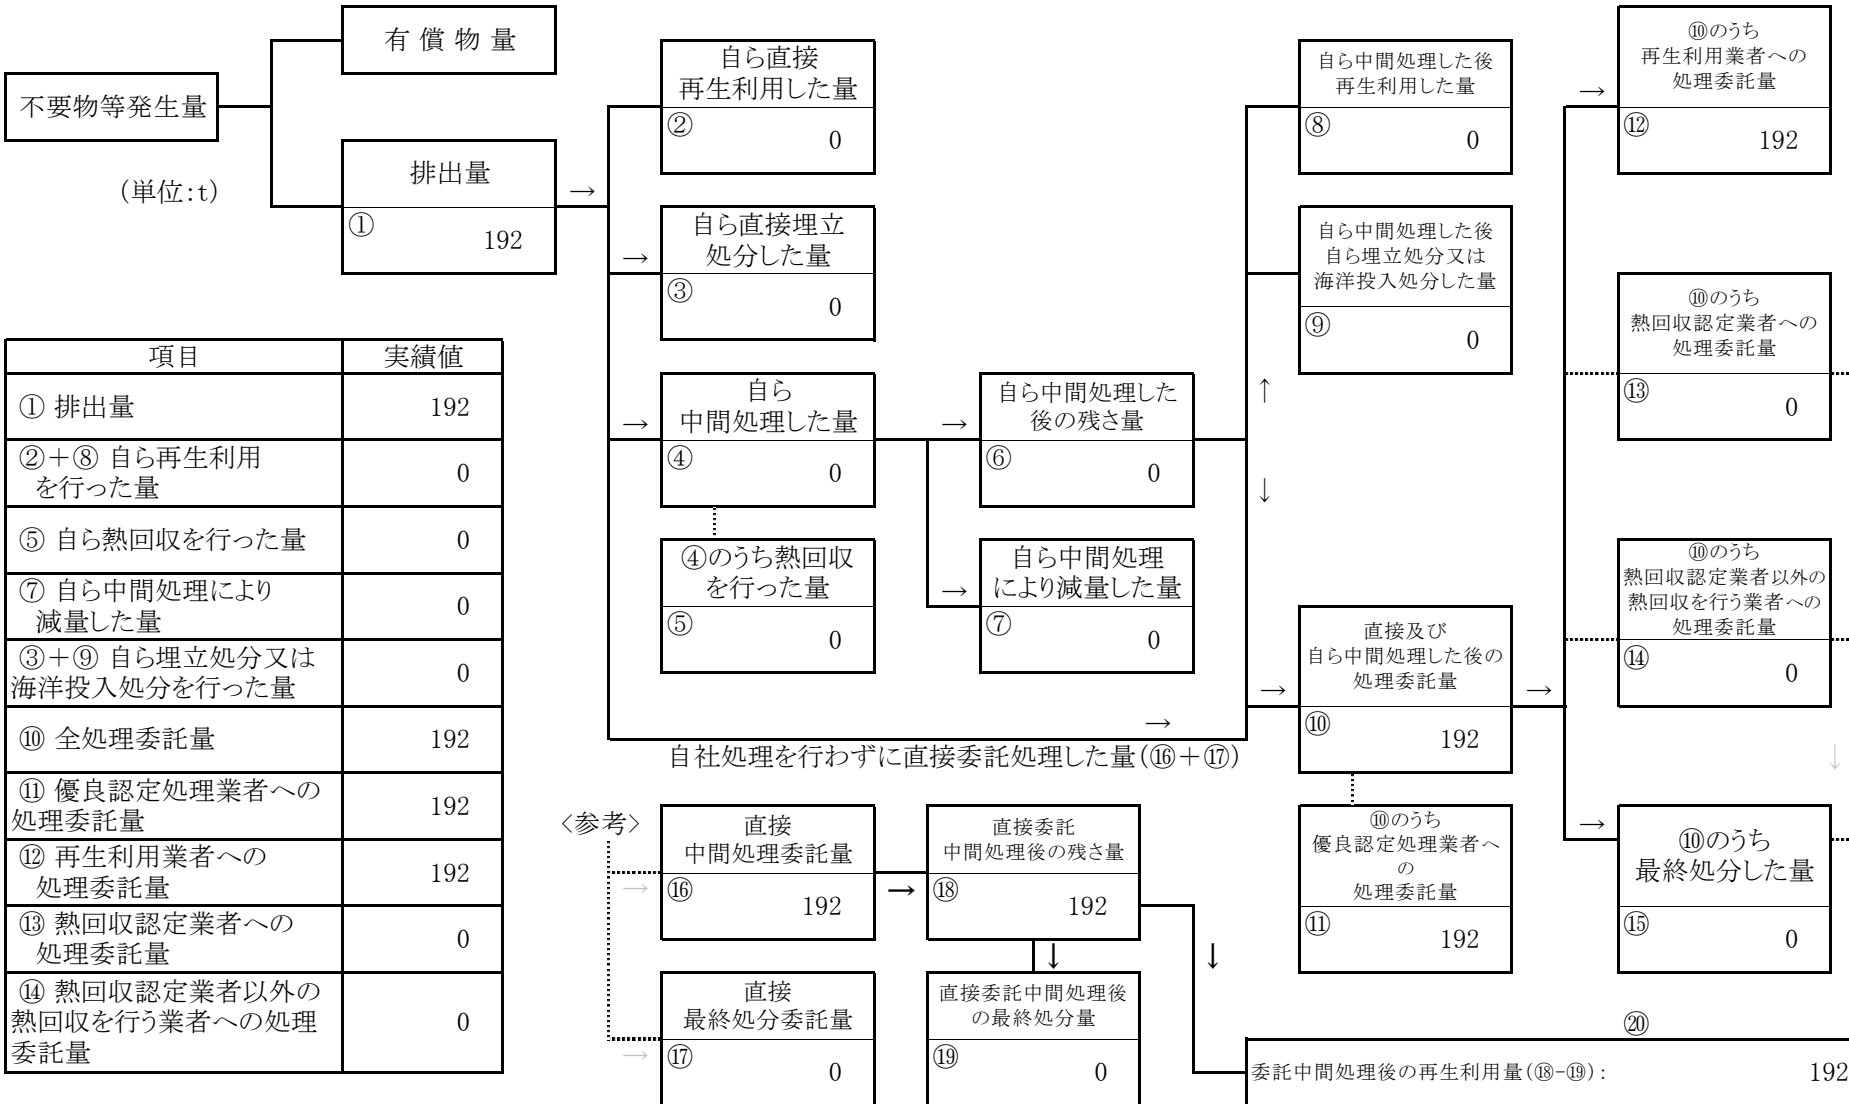 不要物等発生量
有 償 物 量
排出量
①
192
(単位:t)
→
自ら直接
再生利用した量
②
0
→
自ら直接埋立
処分した量
③
0
→
自ら
中間処理した量
④
0
④のうち熱回収
を行った量
⑤
0
→
自ら中間処理した
後の残さ量
⑥
0
→
自ら中間処理
により減量した量
⑦
0
→
自社処理を行わずに直接委託処理した量(⑯+⑰)
↑
↓
自ら中間処理した後
再生利用した量
⑧
0
自ら中間処理した後
自ら埋立処分又は
海洋投入処分した量
⑨
0
→
直接及び
自ら中間処理した後の
処理委託量
⑩
192
⑩のうち
優良認定処理業者へ
の
処理委託量
⑪
192
→
→
⑩のうち
再生利用業者への
処理委託量
⑫
192
⑩のうち
熱回収認定業者への
処理委託量
⑬
0
⑩のうち
熱回収認定業者以外の
熱回収を行う業者への
処理委託量
⑭
0
↓
→
⑩のうち
最終処分した量
⑮
0
項目 実績値
① 排出量 192
②+⑧ 自ら再生利用
を行った量 0
⑤ 自ら熱回収を行った量 0
⑦ 自ら中間処理により
減量した量 0
③+⑨ 自ら埋立処分又は
海洋投入処分を行った量 0
⑩ 全処理委託量 192
⑪ 優良認定処理業者への
処理委託量 192
⑫ 再生利用業者への
処理委託量 192
⑬ 熱回収認定業者への
処理委託量 0
⑭ 熱回収認定業者以外の
熱回収を行う業者への処理
委託量 0
<参考>
→
直接
中間処理委託量
⑯
192
→
直接委託
中間処理後の残さ量
⑱
192
↓
↓
→
直接
最終処分委託量
⑰
0
直接委託中間処理後
の最終処分量
⑲
0
⑳
委託中間処理後の再生利用量(⑱-⑲): 192